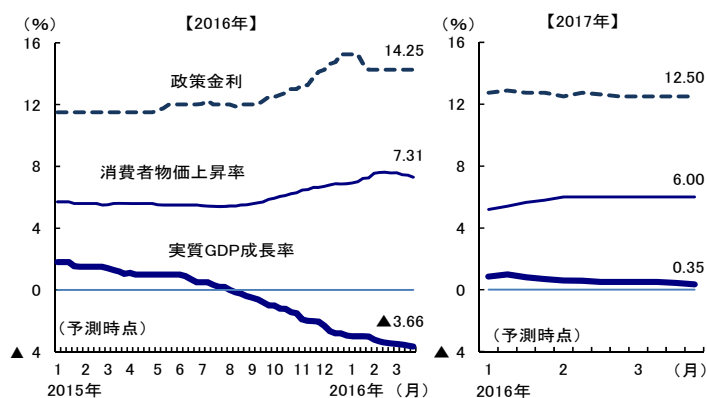 （%）
【2016年】
16
12
8
4
0
▲ 4
14.25
政策金利
7.31
消費者物価上昇率
実質GDP成長率
▲3.66
（予測時点）
1 2 3 4 5 6 7 8 9 10 11 12 1 2 3
2015年 2016年 （月）
（%）
【2017年】
16
12
8
4
0
▲ 4
12.50
6.00
0.35
（予測時点）
1 2 3 （月）
2016年